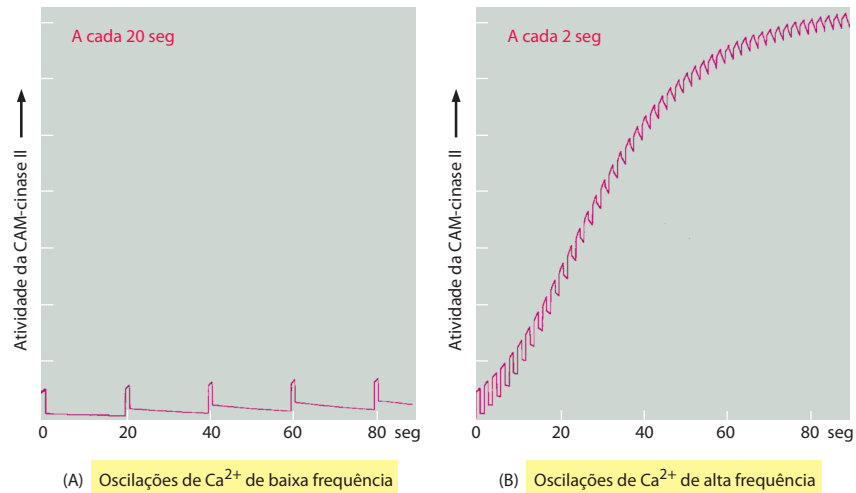 A cada 20 seg
Atividade da CAM-cinase II
0 20 40 60 80 seg
(A) Oscilações de Ca²⁺ de baixa frequência
A cada 2 seg
Atividade da CAM-cinase II
0 20 40 60 80 seg
(B) Oscilações de Ca²⁺ de alta frequência